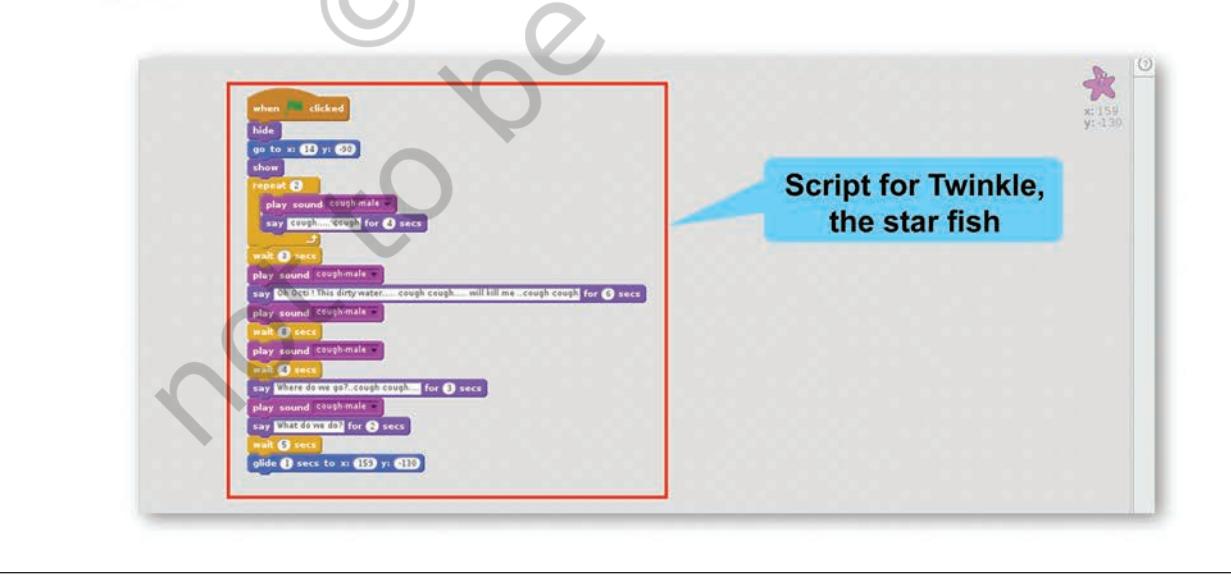 ©
not to be
when clicked
hide
go to x: 14 y: -90
show
repeat 2
play sound cough-male
say cough.... cough for 4 secs
wait 3 secs
play sound cough-male
say Oh Octi ! This dirty water.... cough cough.... will kill me ..cough cough for 6 secs
play sound cough-male
wait 8 secs
play sound cough-male
wait 4 secs
say Where do we go?..cough cough.... for 3 secs
play sound cough-male
say What do we do? for 2 secs
wait 5 secs
glide 1 secs to x: 159 y: -130
Script for Twinkle,
the star fish
x: 159
y: -130
?